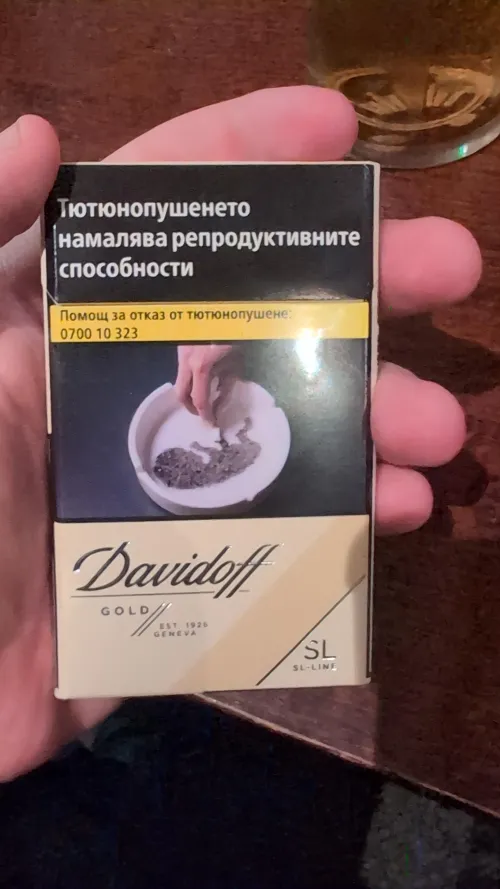 Тютюнопушенето
намалява репродуктивните
способности
Помощ за отказ от тютюнопушене:
0700 10 323
Davidoff
GOLD
EST. 1926
GENEVA
SL
SL-LINE